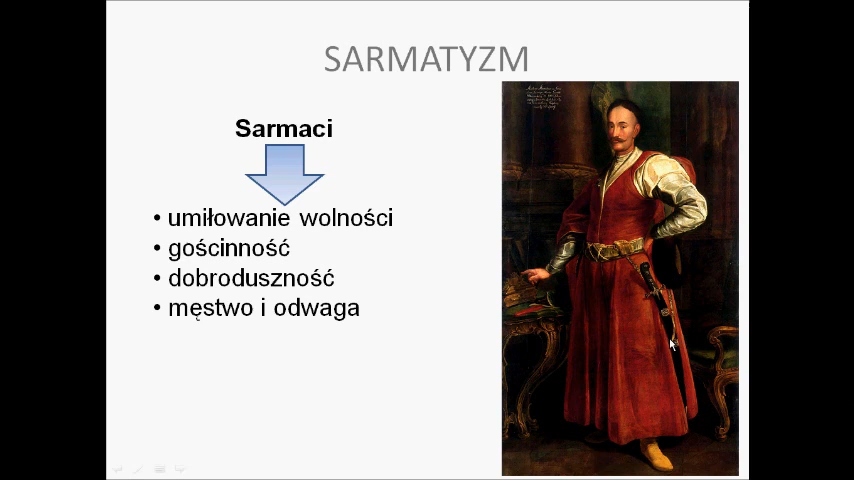 SARMATYZM
Sarmaci
• umiłowanie wolności
• gościnność
• dobroduszność
• męstwo i odwaga